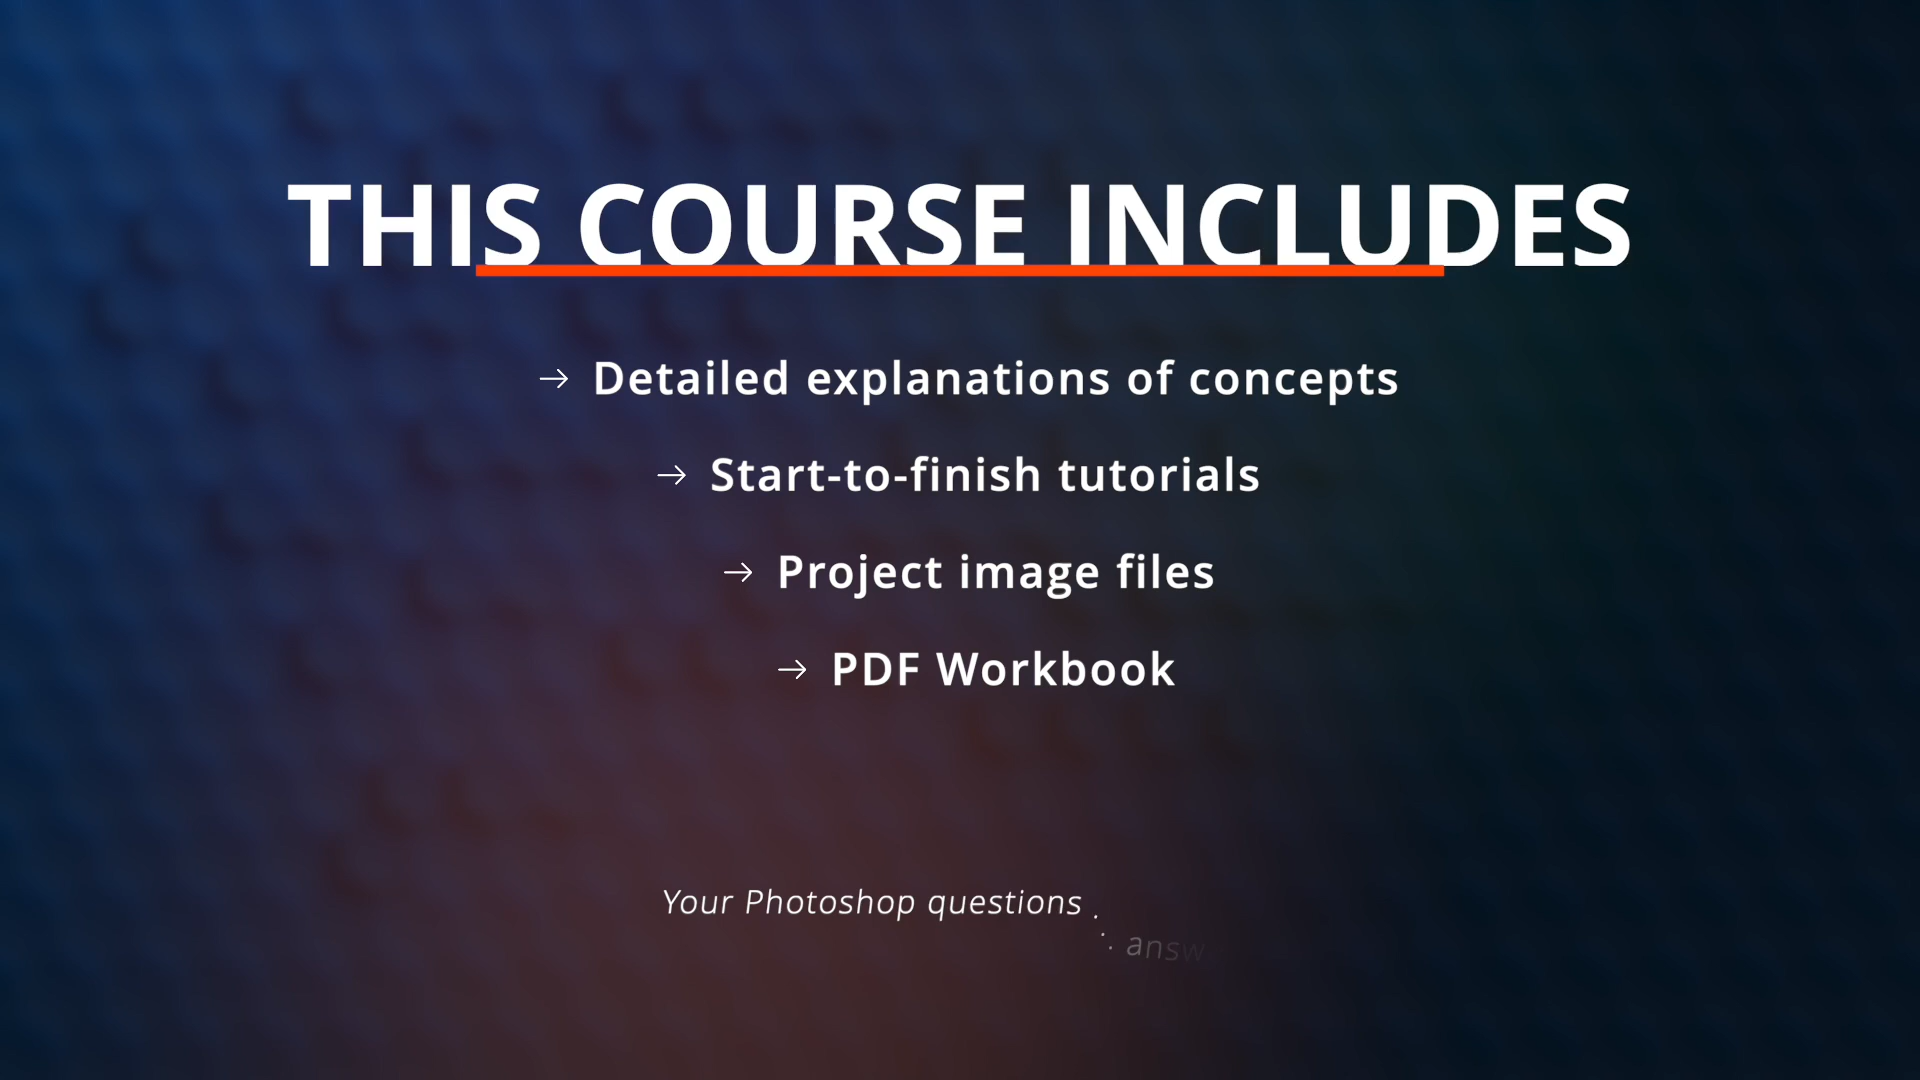 THIS COURSE INCLUDES
→ Detailed explanations of concepts
→ Start-to-finish tutorials
→ Project image files
→ PDF Workbook
Your Photoshop questions ... answ